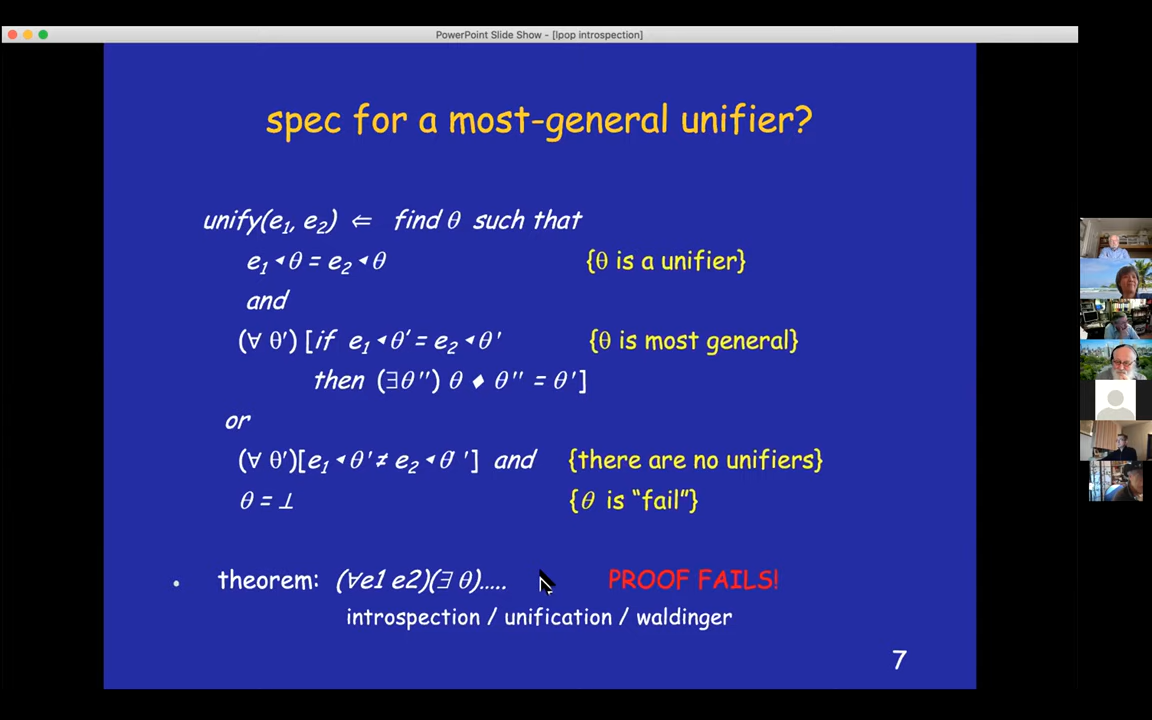 PowerPoint Slide Show - [lpop introspection]
spec for a most-general unifier?
unify(e₁, e₂) ⇐ find θ such that
e₁ ◂ θ = e₂ ◂ θ {θ is a unifier}
and
(∀ θ') [if e₁ ◂ θ' = e₂ ◂ θ' {θ is most general}
then (∃θ'') θ ♦ θ'' = θ']
or
(∀ θ')[e₁ ◂ θ' ≠ e₂ ◂ θ '] and {there are no unifiers}
θ = ⊥ {θ is “fail”}
• theorem: (∀e1 e2)(∃ θ)..... PROOF FAILS!
introspection / unification / waldinger
7